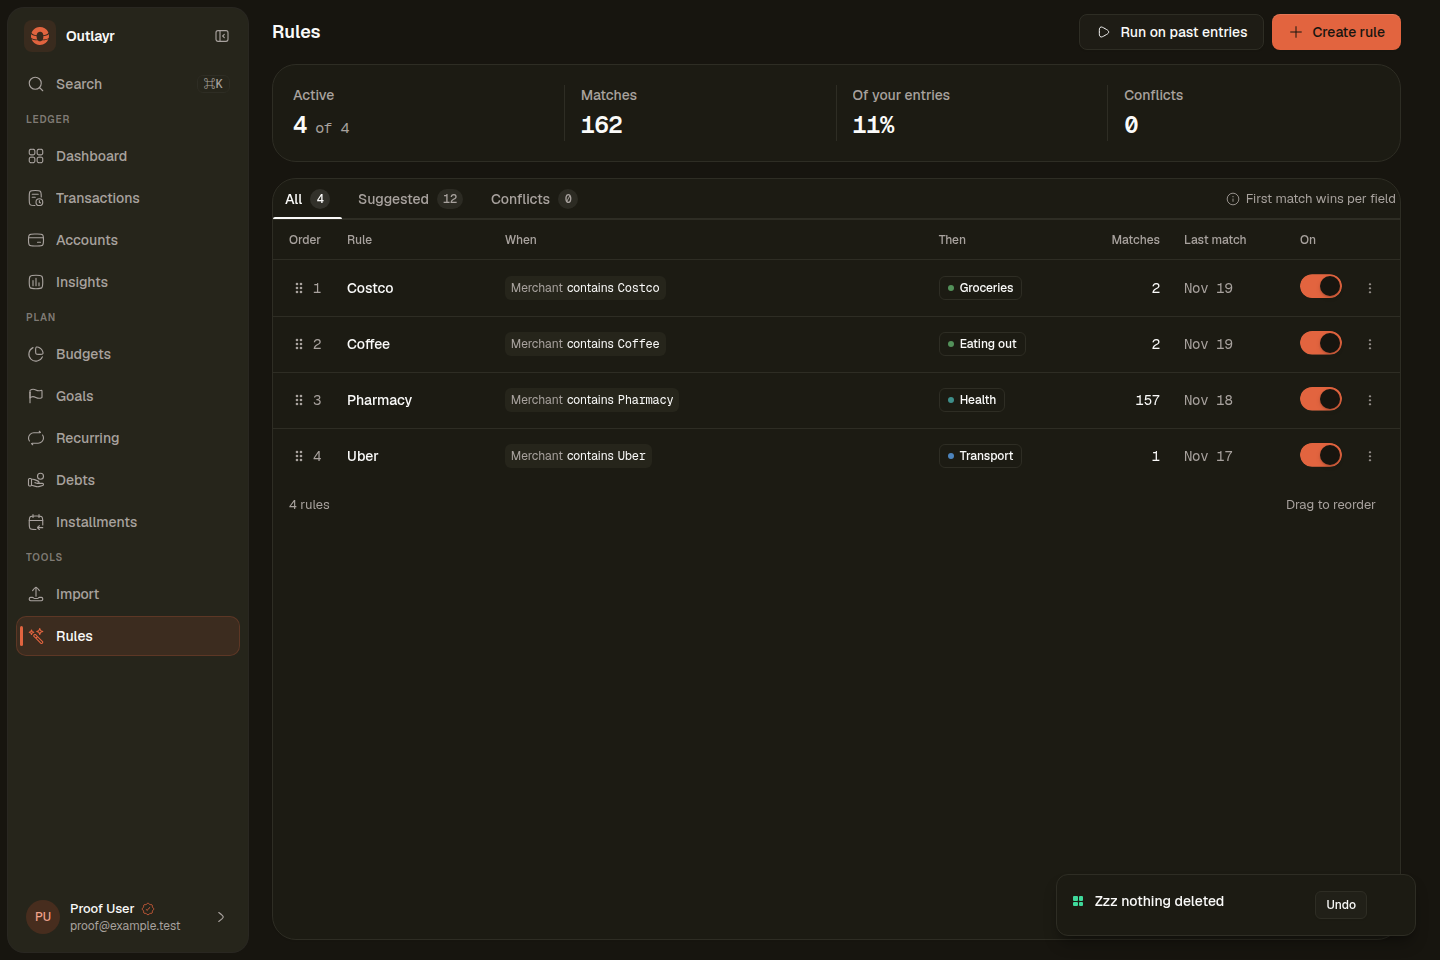 Outlayr
Search ⌘K
LEDGER
Dashboard
Transactions
Accounts
Insights
PLAN
Budgets
Goals
Recurring
Debts
Installments
TOOLS
Import
Rules
PU
Proof User
proof@example.test
Rules
Run on past entries
Create rule
Active
4 of 4
Matches
162
Of your entries
11%
Conflicts
0
All 4 Suggested 12 Conflicts 0 First match wins per field
Order Rule When Then Matches Last match On
1 Costco Merchant contains Costco Groceries 2 Nov 19
2 Coffee Merchant contains Coffee Eating out 2 Nov 19
3 Pharmacy Merchant contains Pharmacy Health 157 Nov 18
4 Uber Merchant contains Uber Transport 1 Nov 17
4 rules Drag to reorder
Zzz nothing deleted Undo